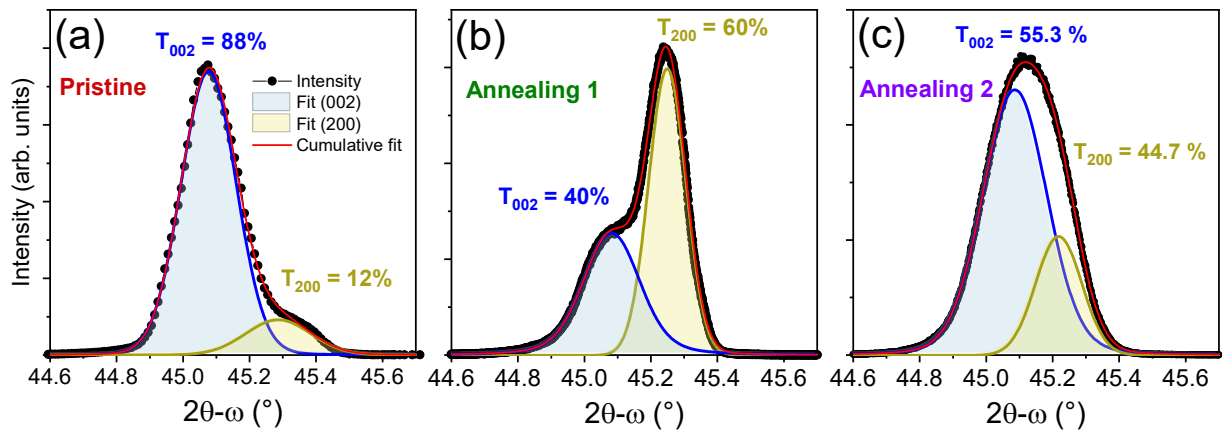 (a)
T002 = 88%
Pristine
Intensity
Fit (002)
Fit (200)
Cumulative fit
T200 = 12%
Intensity (arb. units)
44.6 44.8 45.0 45.2 45.4 45.6
2θ-ω (°)
(b)
T200 = 60%
Annealing 1
T002 = 40%
44.6 44.8 45.0 45.2 45.4 45.6
2θ-ω (°)
(c)
T002 = 55.3 %
Annealing 2
T200 = 44.7 %
44.6 44.8 45.0 45.2 45.4 45.6
2θ-ω (°)